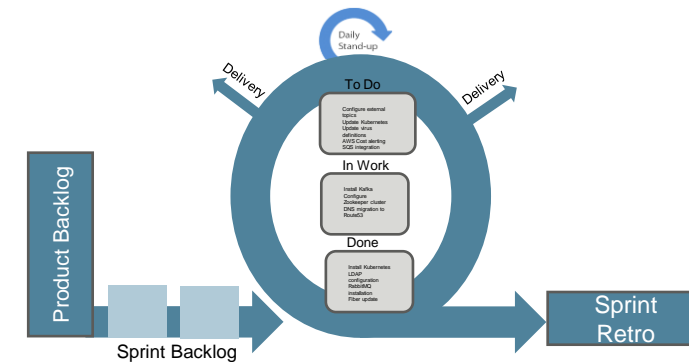 Daily
Stand-up
Delivery
Delivery
To Do
Configure external
topics
Update Kubernetes
Update virus
definitions
AWS Cost alerting
SQS integration
In Work
Install Kafka
Configure
Zookeeper cluster
DNS migration to
Route53
Done
Install Kubernetes
LDAP
configuration
RabbitMQ
installation
Fiber update
Product Backlog
Sprint Backlog
Sprint
Retro